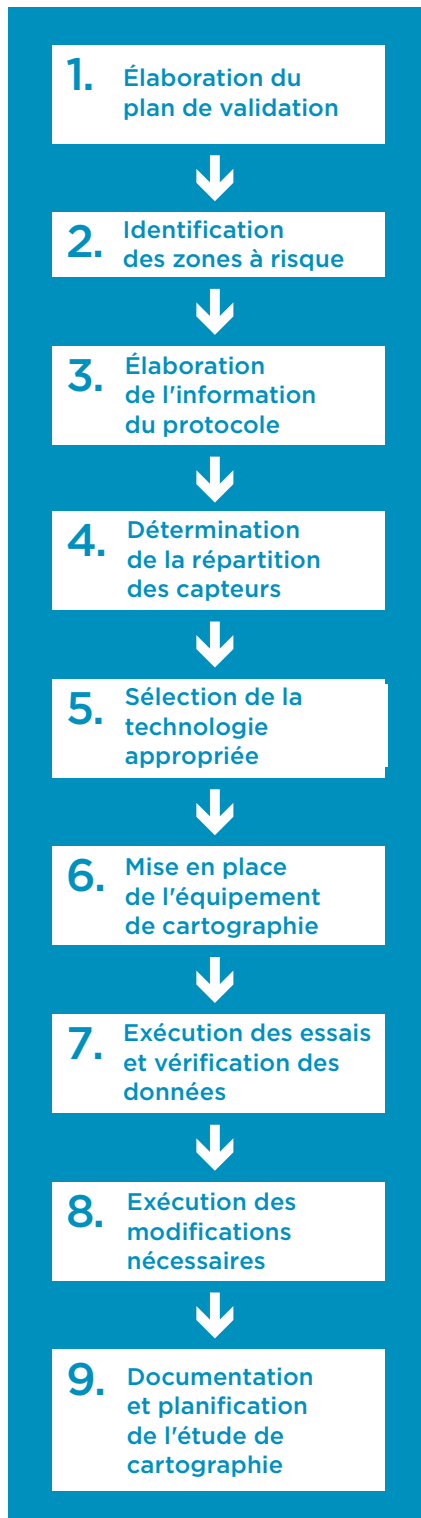 1. Élaboration du
plan de validation
2. Identification
des zones à risque
3. Élaboration
de l'information
du protocole
4. Détermination
de la répartition
des capteurs
5. Sélection de la
technologie
appropriée
6. Mise en place
de l'équipement
de cartographie
7. Exécution des essais
et vérification des
données
8. Exécution des
modifications
nécessaires
9. Documentation
et planification
de l'étude de
cartographie